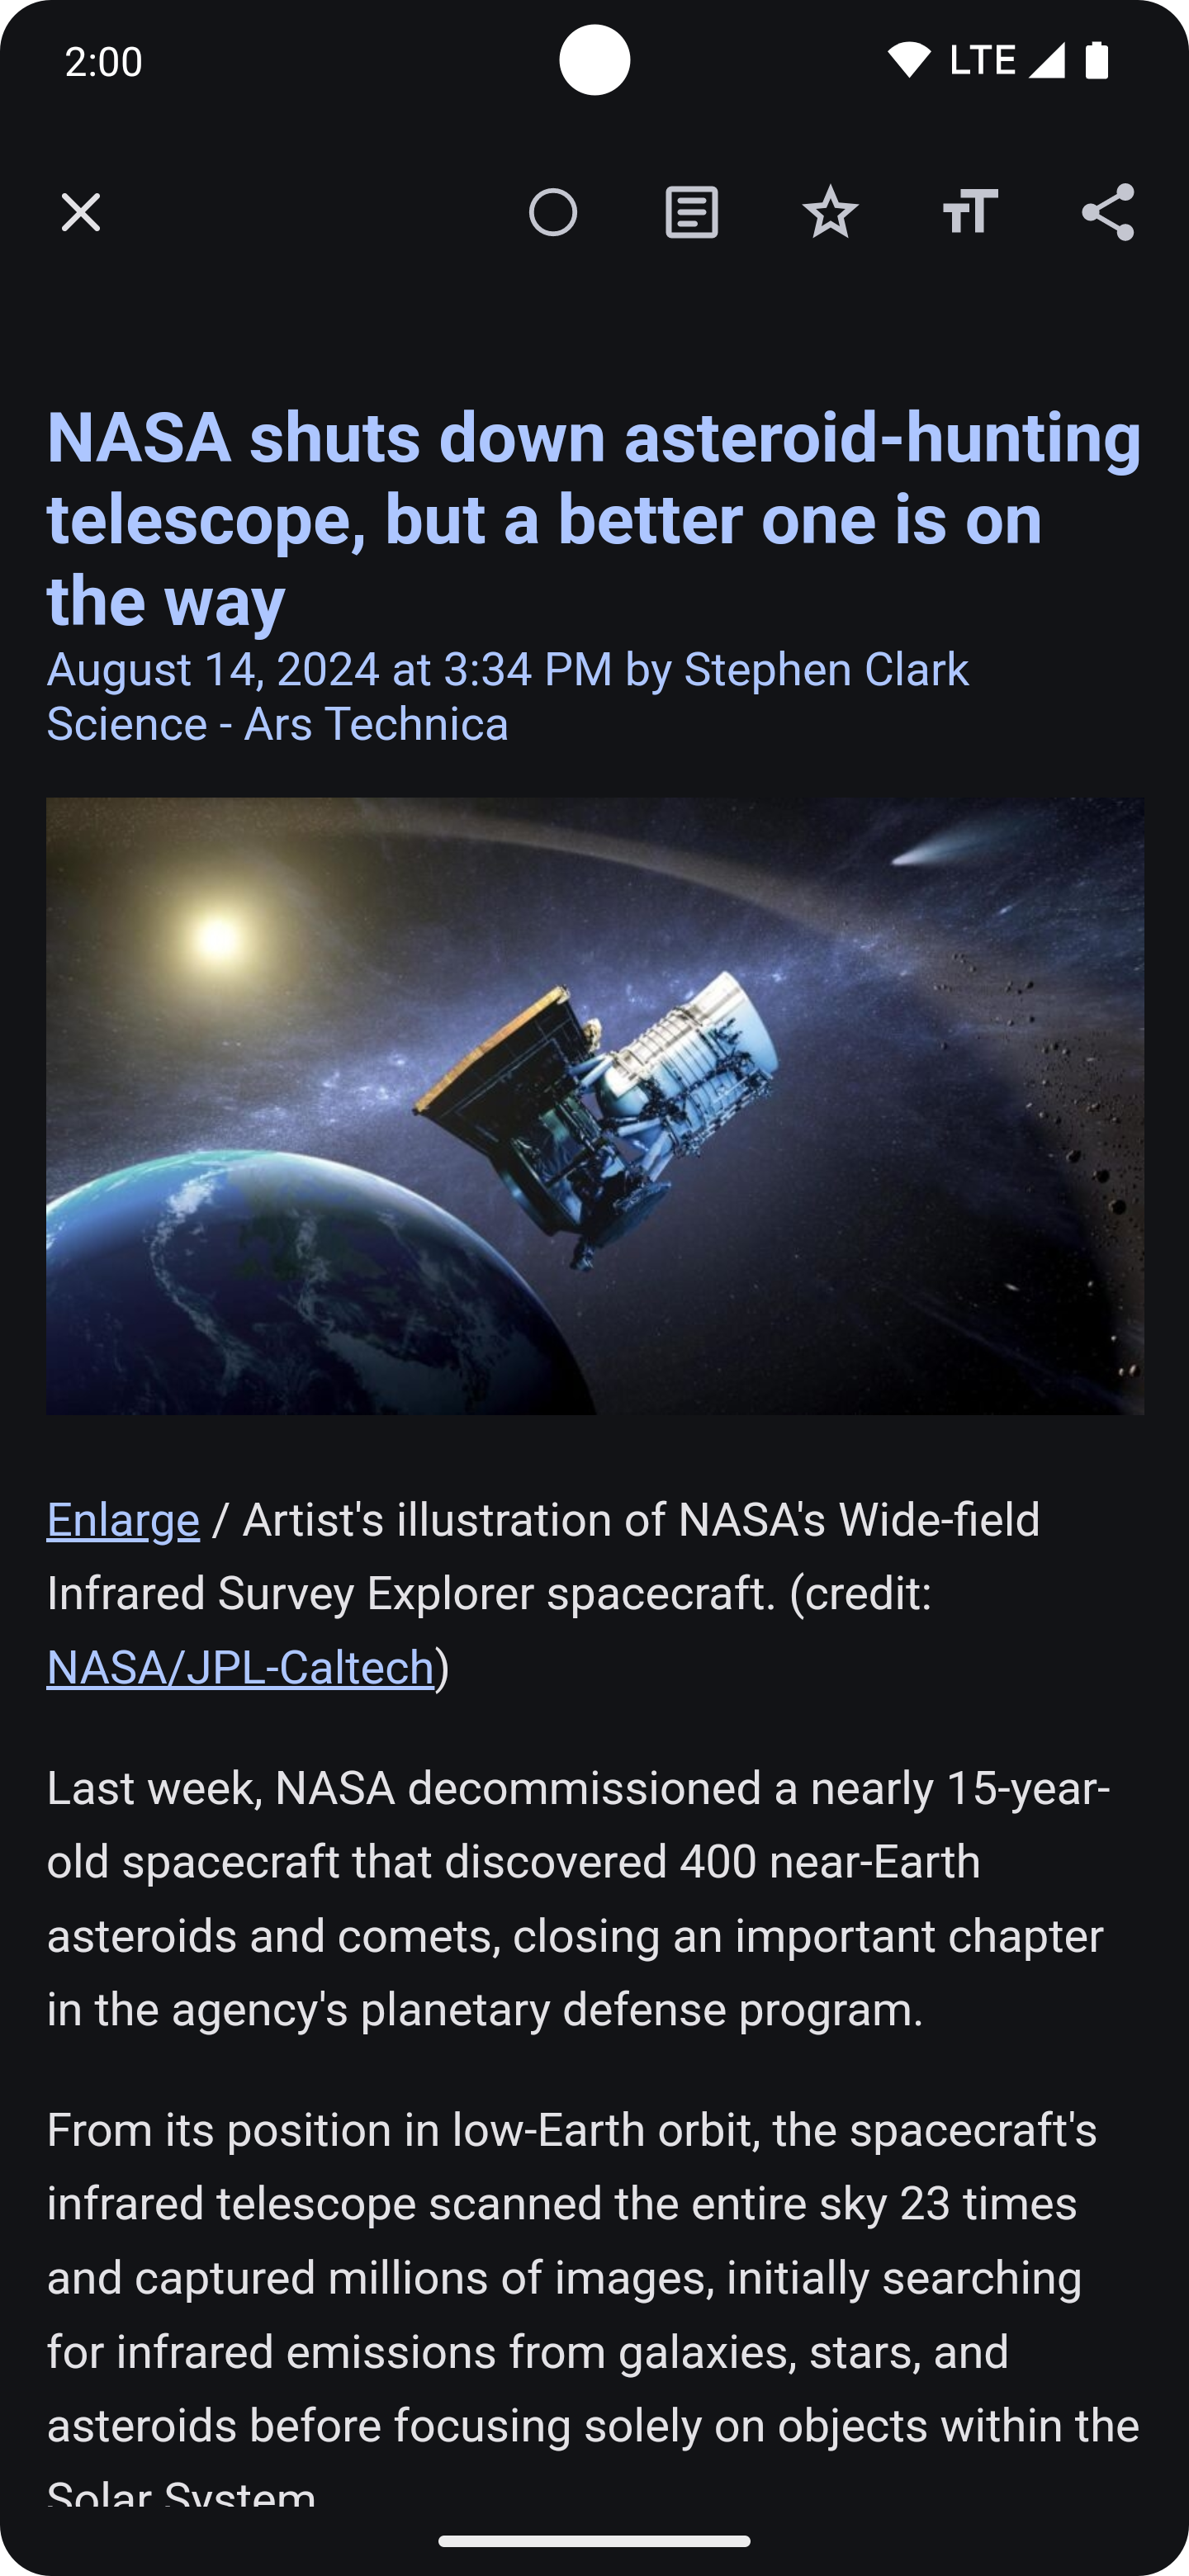 2:00
LTE
NASA shuts down asteroid-hunting
telescope, but a better one is on
the way
August 14, 2024 at 3:34 PM by Stephen Clark
Science - Ars Technica
Enlarge / Artist's illustration of NASA's Wide-field
Infrared Survey Explorer spacecraft. (credit:
NASA/JPL-Caltech)
Last week, NASA decommissioned a nearly 15-year-
old spacecraft that discovered 400 near-Earth
asteroids and comets, closing an important chapter
in the agency's planetary defense program.
From its position in low-Earth orbit, the spacecraft's
infrared telescope scanned the entire sky 23 times
and captured millions of images, initially searching
for infrared emissions from galaxies, stars, and
asteroids before focusing solely on objects within the
Solar System